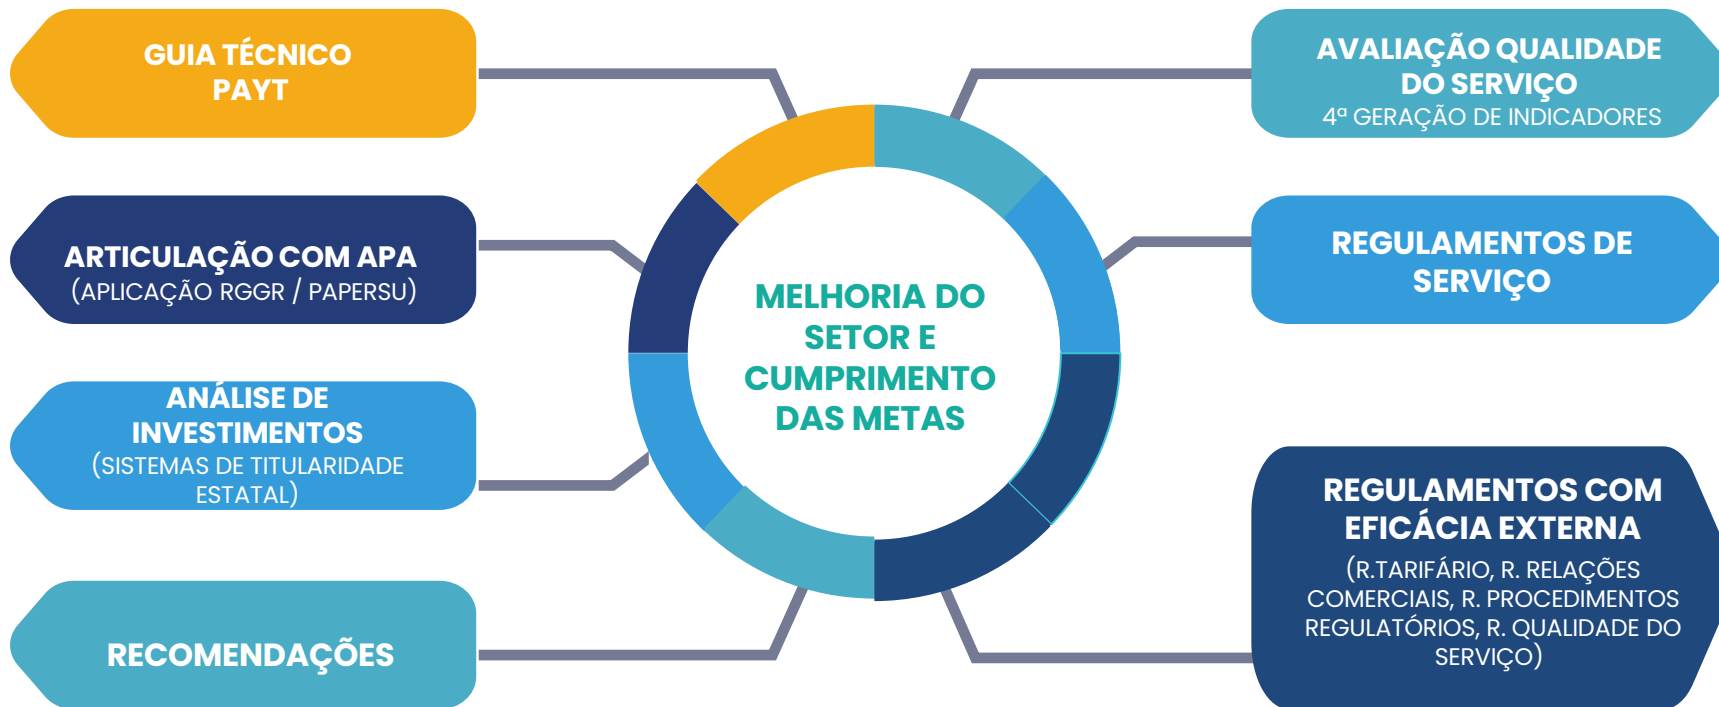 GUIA TÉCNICO
PAYT
ARTICULAÇÃO COM APA
(APLICAÇÃO RGGR / PAPERSU)
ANÁLISE DE
INVESTIMENTOS
(SISTEMAS DE TITULARIDADE
ESTATAL)
RECOMENDAÇÕES
MELHORIA DO
SETOR E
CUMPRIMENTO
DAS METAS
AVALIAÇÃO QUALIDADE
DO SERVIÇO
4ª GERAÇÃO DE INDICADORES
REGULAMENTOS DE
SERVIÇO
REGULAMENTOS COM
EFICÁCIA EXTERNA
(R.TARIFÁRIO, R. RELAÇÕES
COMERCIAIS, R. PROCEDIMENTOS
REGULATÓRIOS, R. QUALIDADE DO
SERVIÇO)